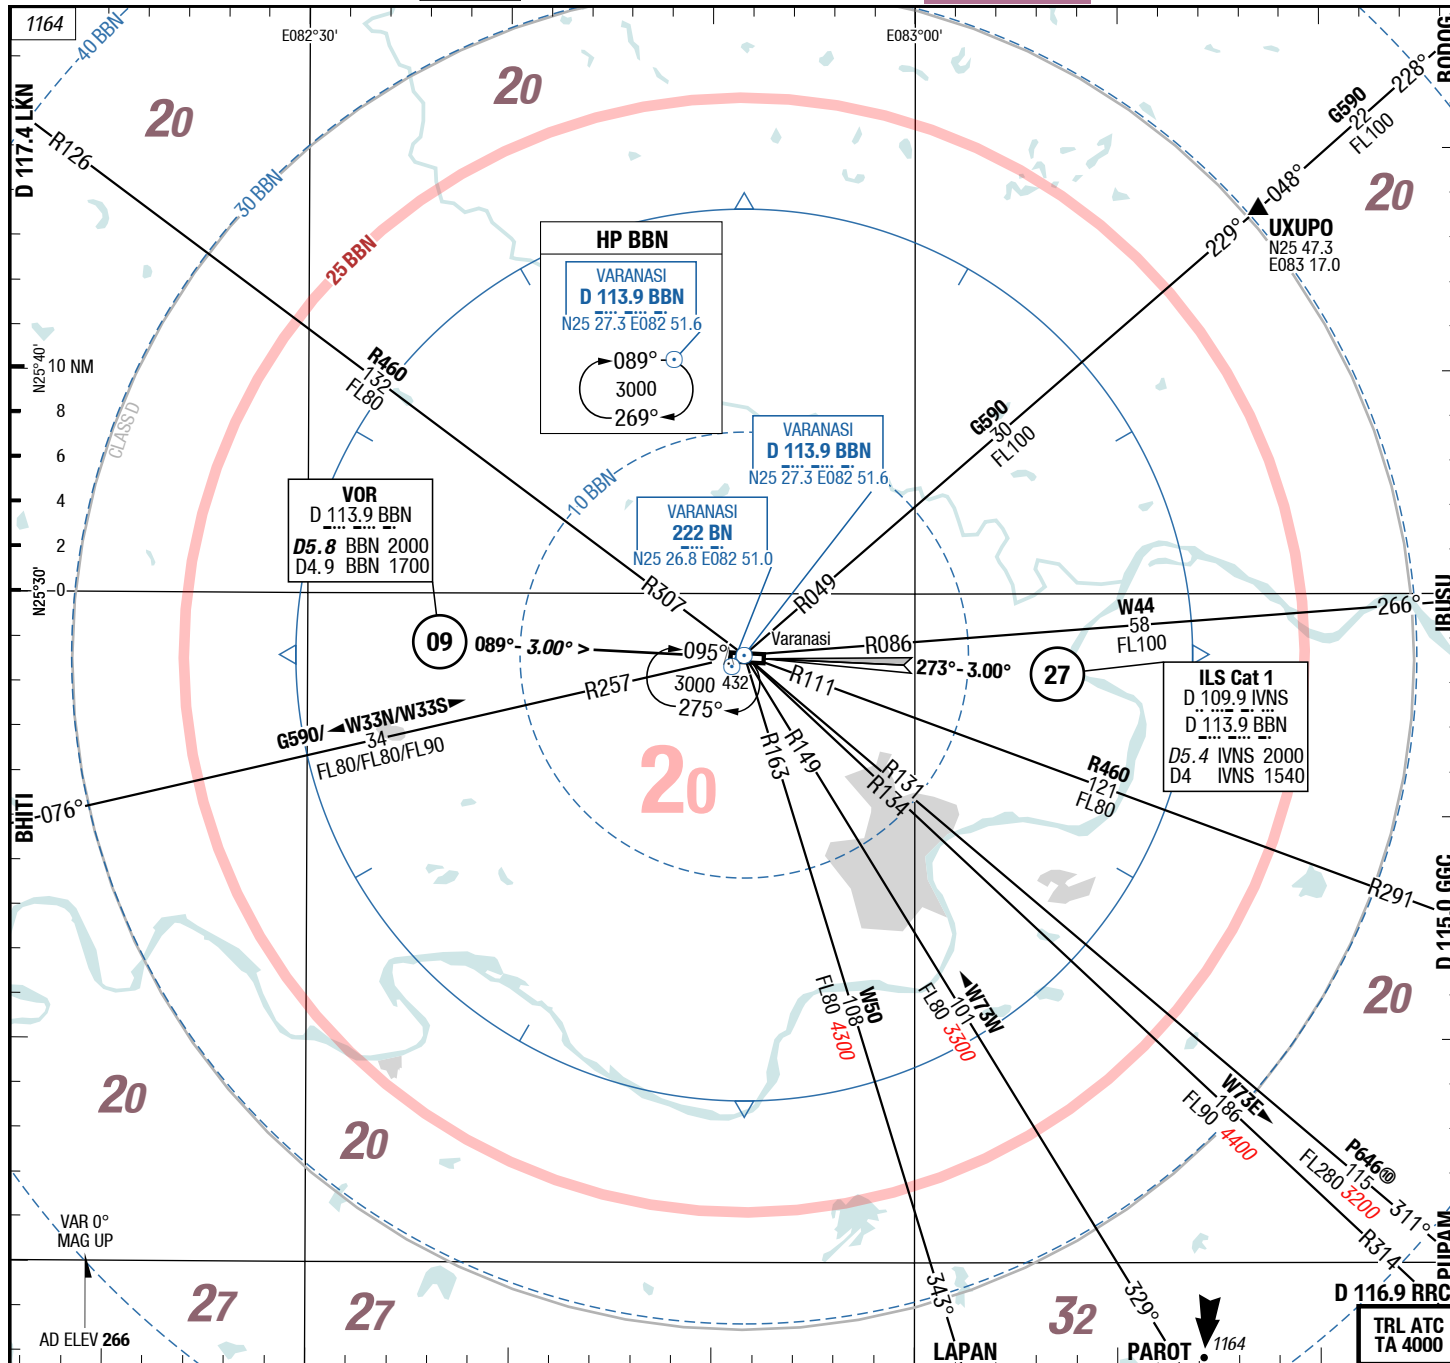 1164
E082°30'
E083°00'
40 BBN
20
20
RODOG
228°
G590
22
FL100
048°
20
UXUPO
N25 47.3
E083 17.0
229°
D 117.4 LKN
R126
30 BBN
25 BBN
HP BBN
VARANASI
D 113.9 BBN
N25 27.3 E082 51.6
089°
3000
269°
N25°40'
10 NM
8
6
4
2
0
N25°30'
CLASS D
R460
132
FL80
G590
30
FL100
VARANASI
D 113.9 BBN
N25 27.3 E082 51.6
10 BBN
VARANASI
222 BN
N25 26.8 E082 51.0
VOR
D 113.9 BBN
D5.8 BBN 2000
D4.9 BBN 1700
R307
R049
W44
58
FL100
266°
IRISU
09
089°- 3.00° >
095°
Varanasi
R086
3000
432
275°
273°- 3.00°
27
ILS Cat 1
D 109.9 IVNS
D 113.9 BBN
D5.4 IVNS 2000
D4 IVNS 1540
R257
R111
G590/ W33N/W33S
34
FL80/FL80/FL90
076°
BHITI
20
R163
R149
R131
R134
R460
121
FL80
R291
D 115.0 GGC
W50
108
FL80 4300
W73W
101
FL80 3300
20
W73E
186
FL90 4400
P646⑩
115
FL280 3200
311°
PUPAM
R314
D 116.9 RRC
20
20
VAR 0°
MAG UP
27
27
AD ELEV 266
343°
LAPAN
329°
PAROT
32
1164
TRL ATC
TA 4000